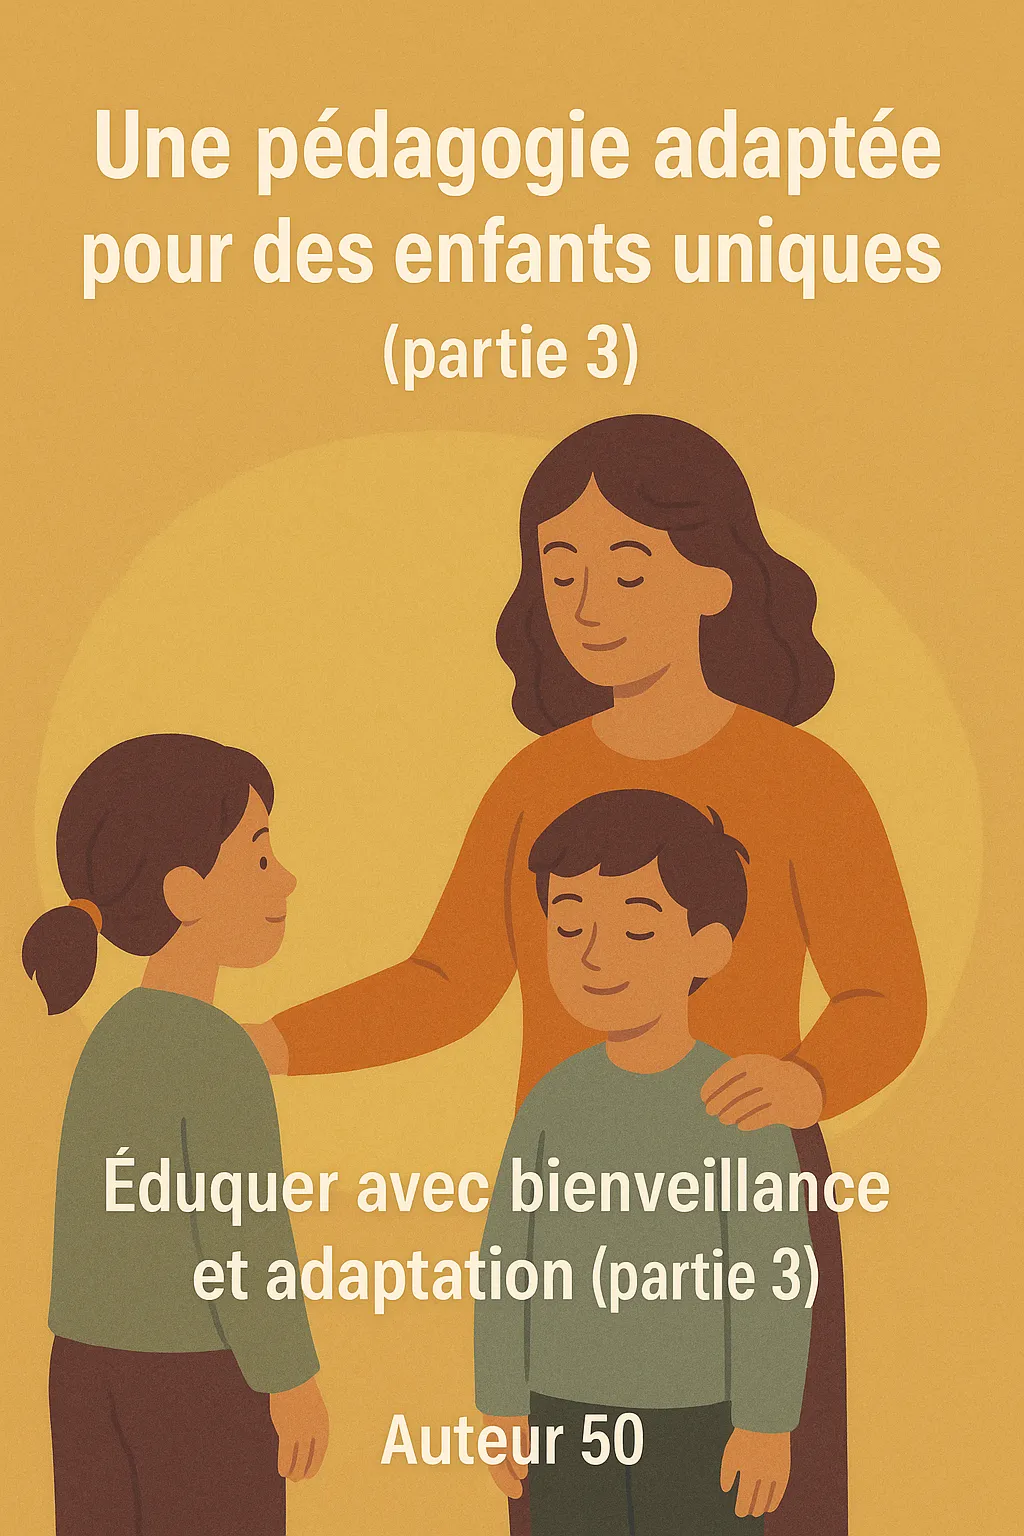 Une pédagogie adaptée
pour des enfants uniques
(partie 3)
Éduquer avec bienveillance
et adaptation (partie 3)
Auteur 50